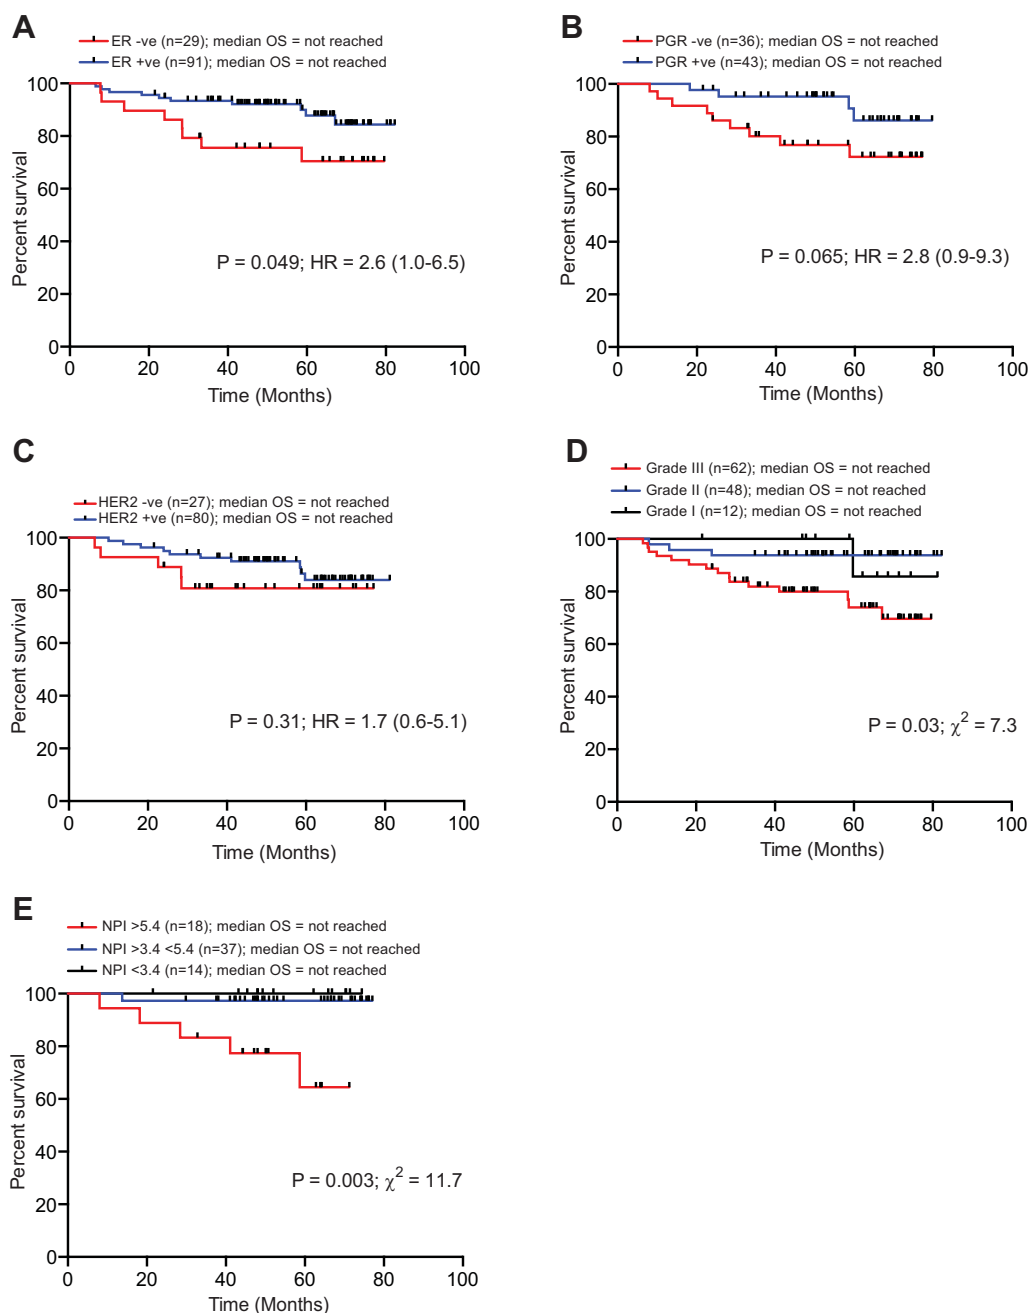 A
ER -ve (n=29); median OS = not reached
ER +ve (n=91); median OS = not reached
100
80
60
40
20
0
Percent survival
P = 0.049; HR = 2.6 (1.0-6.5)
0 20 40 60 80 100
Time (Months)
B
PGR -ve (n=36); median OS = not reached
PGR +ve (n=43); median OS = not reached
100
80
60
40
20
0
Percent survival
P = 0.065; HR = 2.8 (0.9-9.3)
0 20 40 60 80 100
Time (Months)
C
HER2 -ve (n=27); median OS = not reached
HER2 +ve (n=80); median OS = not reached
100
80
60
40
20
0
Percent survival
P = 0.31; HR = 1.7 (0.6-5.1)
0 20 40 60 80 100
Time (Months)
D
Grade III (n=62); median OS = not reached
Grade II (n=48); median OS = not reached
Grade I (n=12); median OS = not reached
100
80
60
40
20
0
Percent survival
P = 0.03; χ² = 7.3
0 20 40 60 80 100
Time (Months)
E
NPI >5.4 (n=18); median OS = not reached
NPI >3.4 <5.4 (n=37); median OS = not reached
NPI <3.4 (n=14); median OS = not reached
100
80
60
40
20
0
Percent survival
P = 0.003; χ² = 11.7
0 20 40 60 80 100
Time (Months)